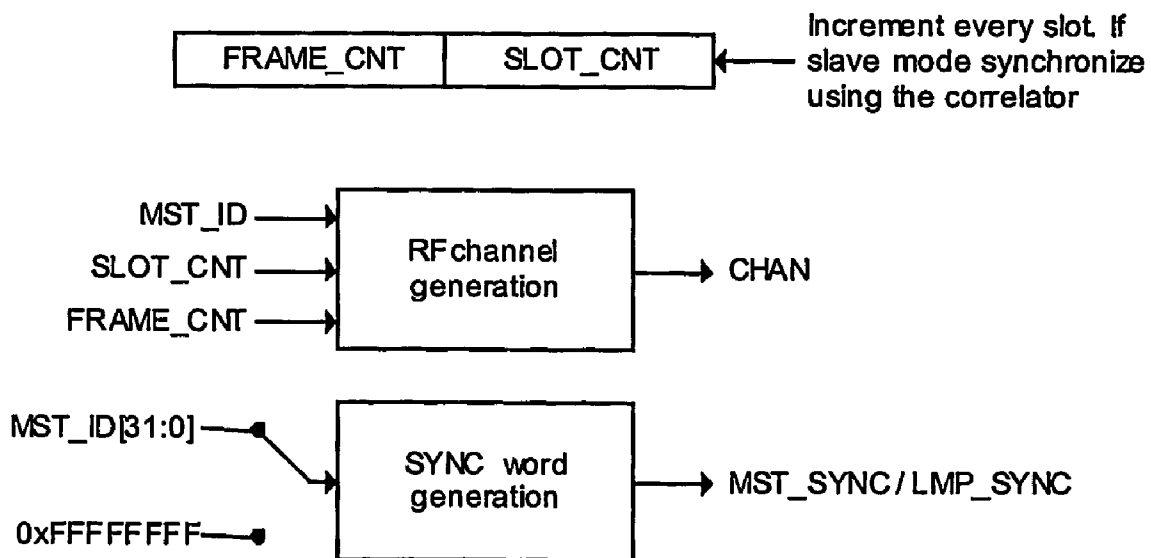 Increment every slot. If
FRAME_CNT SLOT_CNT slave mode synchronize
using the correlator
MST_ID
SLOT_CNT
FRAME_CNT
RF channel
generation
CHAN
MST_ID[31:0]
0xFFFFFFFF
SYNC word
generation
MST_SYNC / LMP_SYNC